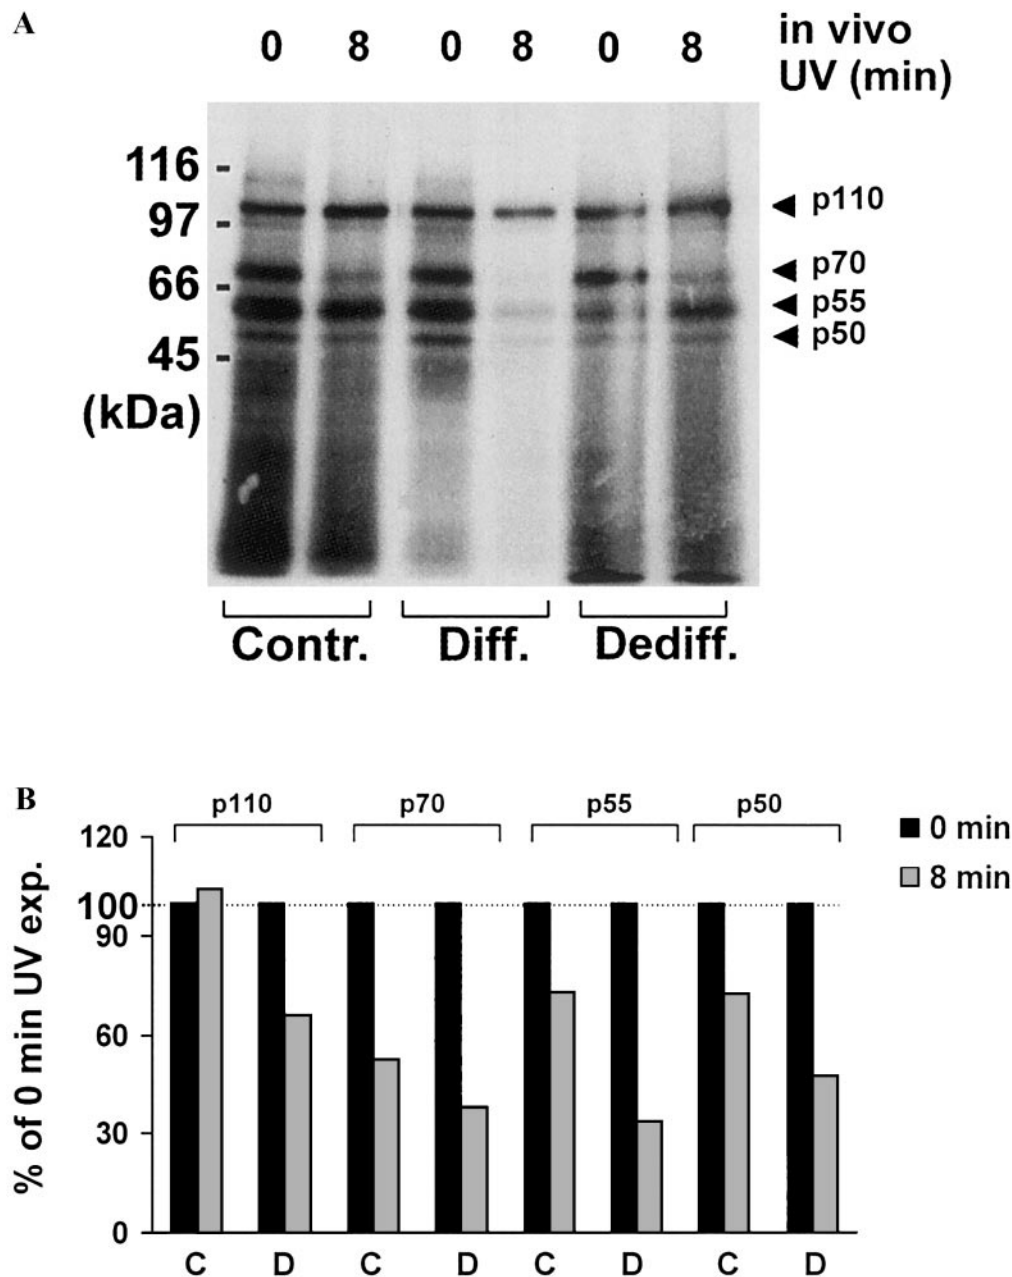 A
0 8 0 8 0 8 in vivo
UV (min)
116
97
66
45
(kDa)
p110
p70
p55
p50
Contr. Diff. Dediff.
B
p110 p70 p55 p50
0 min
8 min
% of 0 min UV exp.
120
100
90
60
30
0
C D C D C D C D